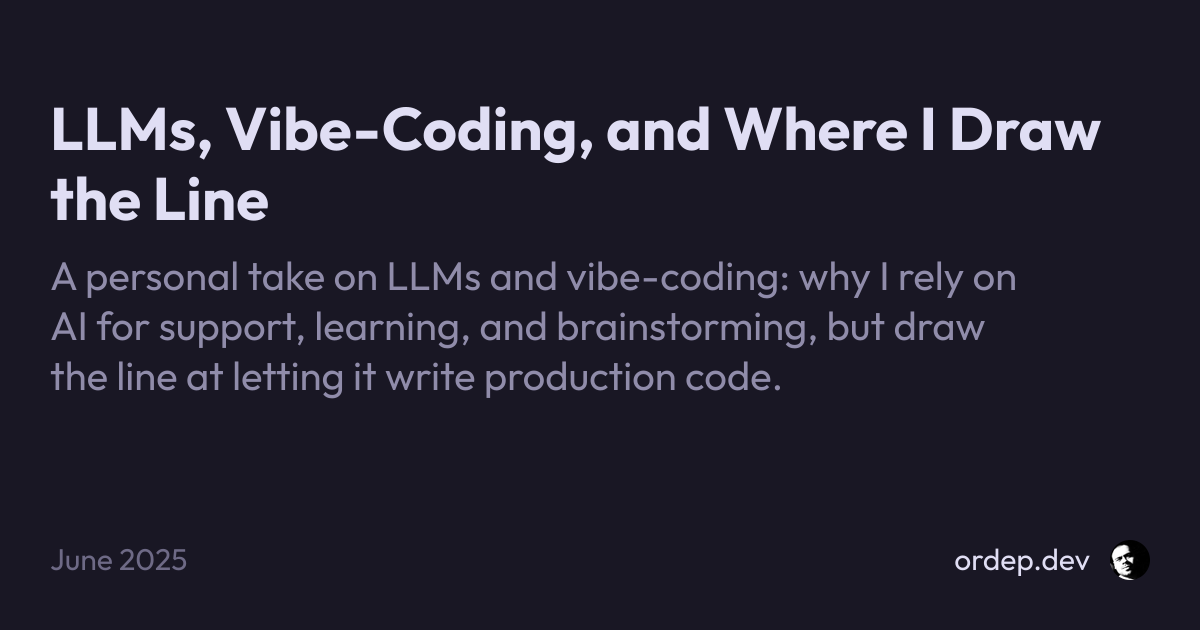 LLMs, Vibe-Coding, and Where I Draw
the Line
A personal take on LLMs and vibe-coding: why I rely on
AI for support, learning, and brainstorming, but draw
the line at letting it write production code.
June 2025
ordep.dev